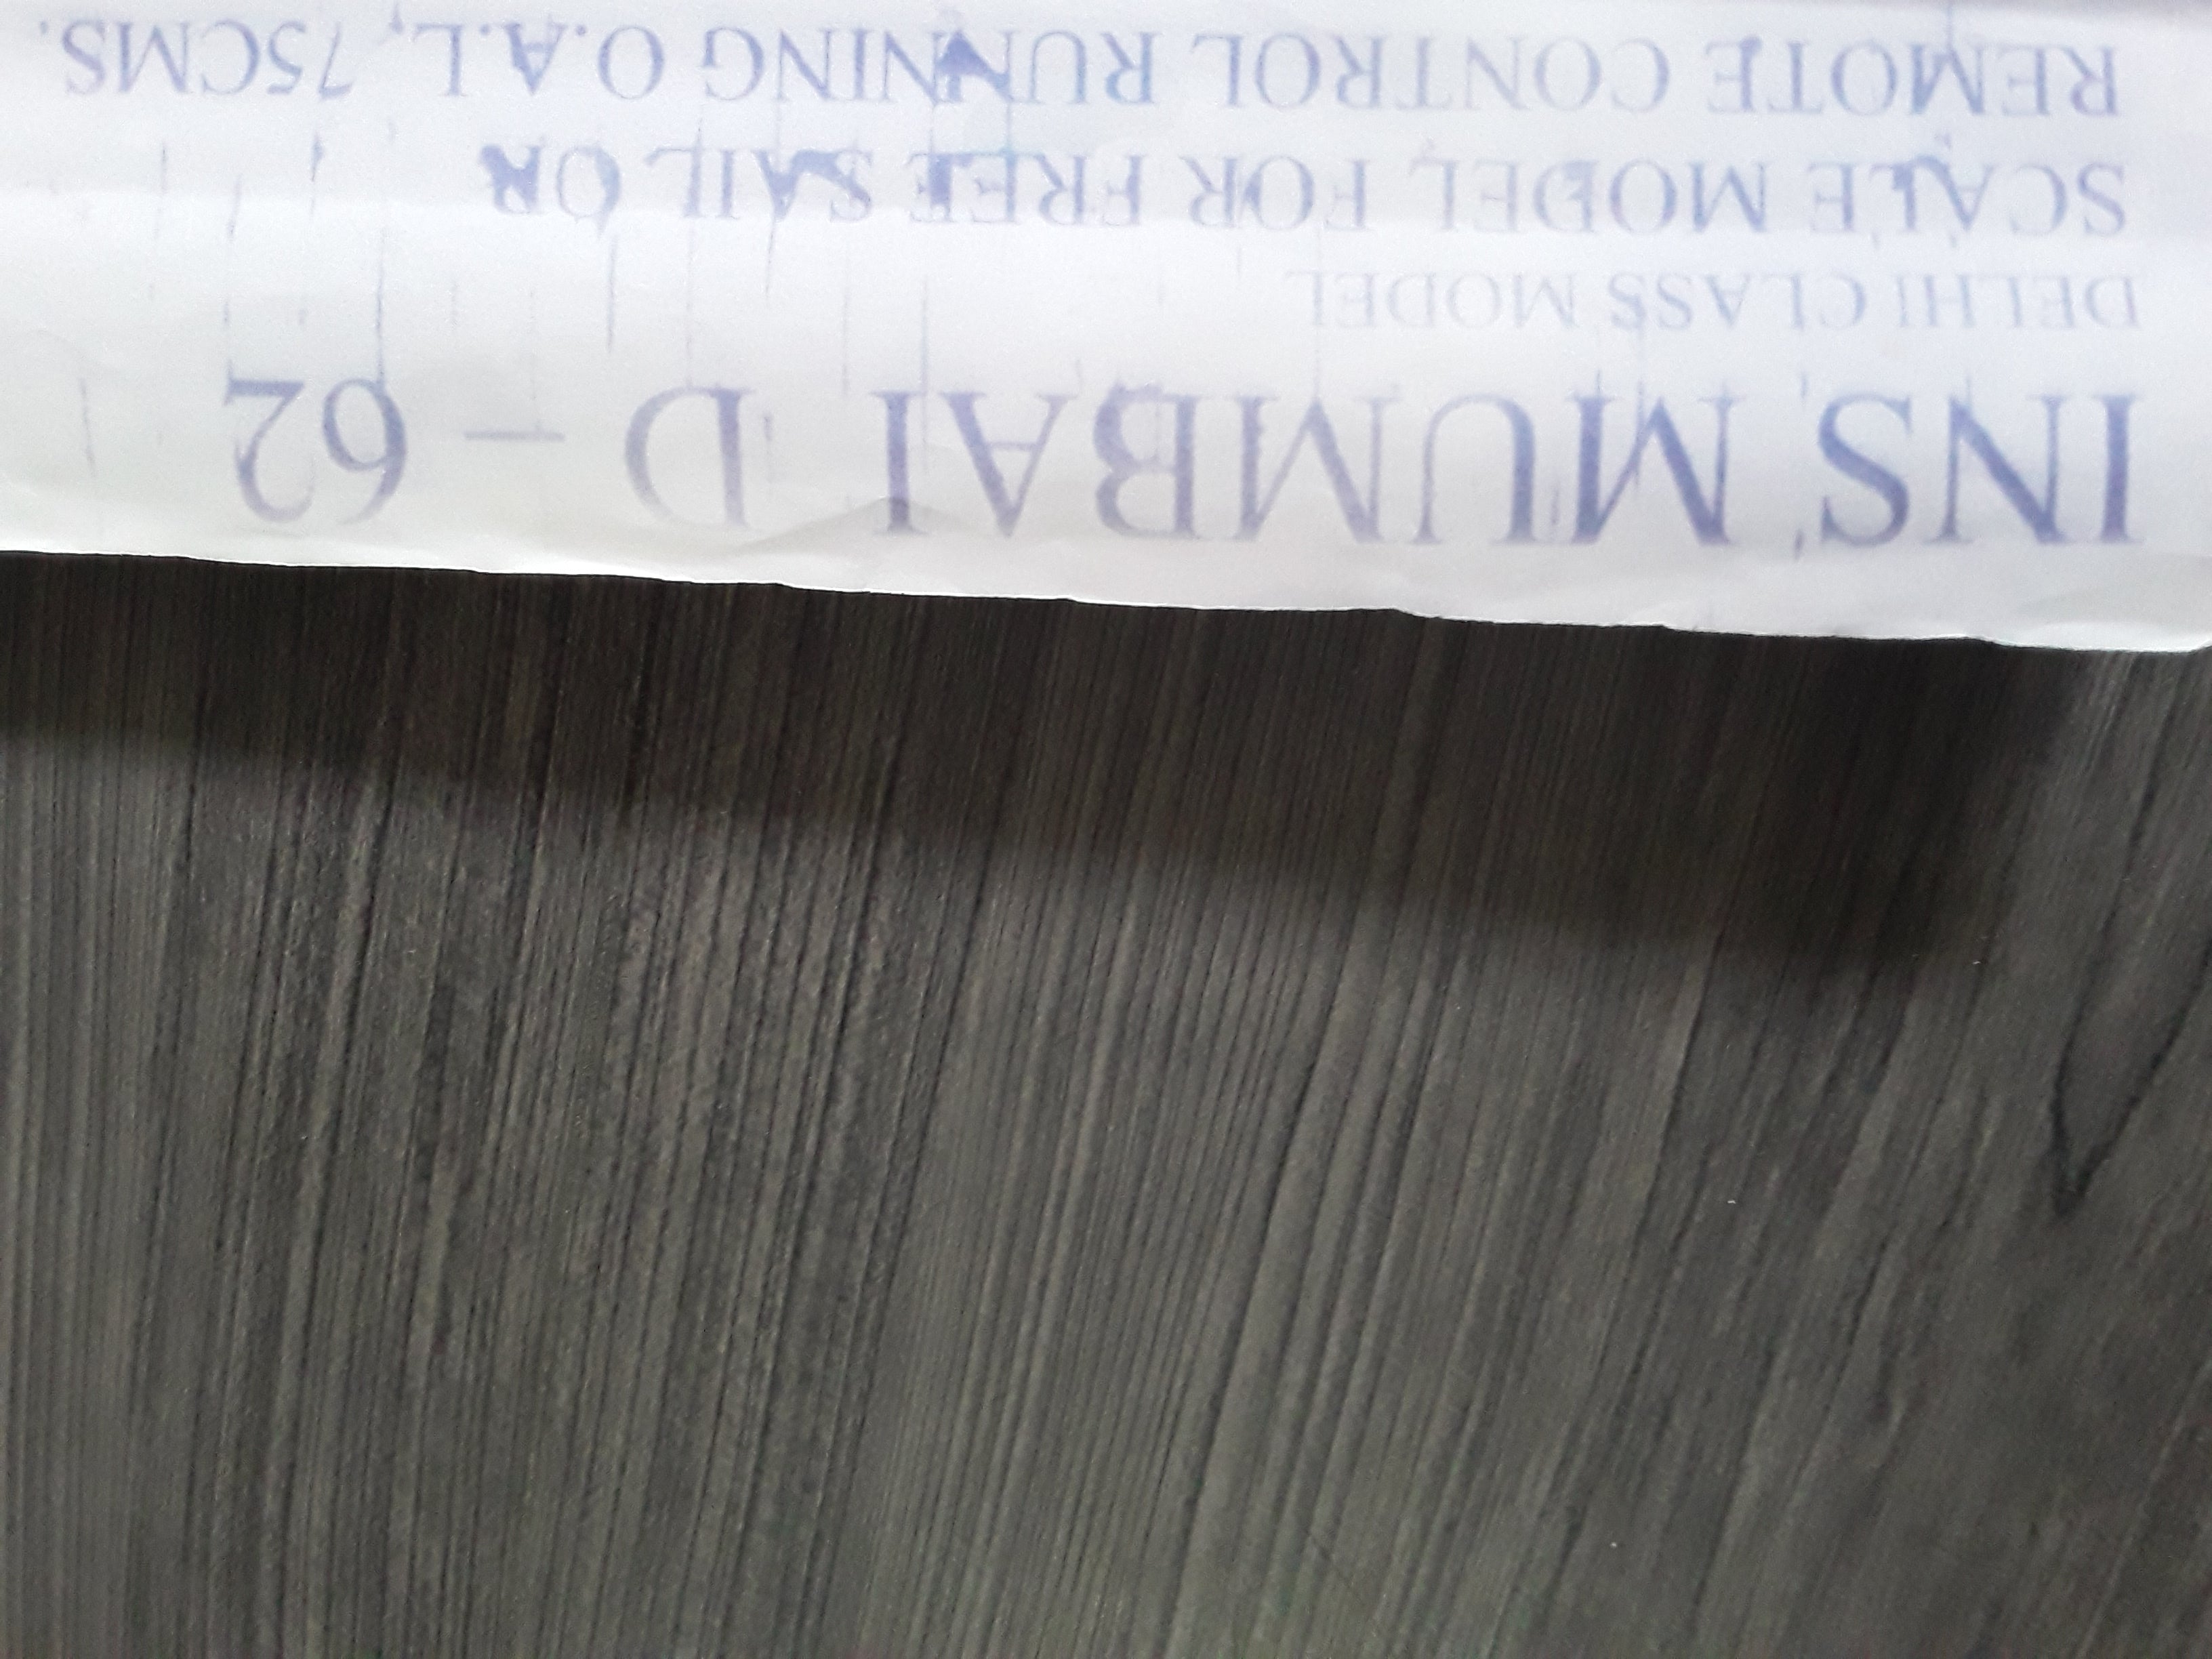 INS MUMBAI D – 62
DELHI CLASS MODEL
SCALE MODEL FOR FREE SAIL OR
REMOTE CONTROL RUNNING O.A.L, 75CMS.